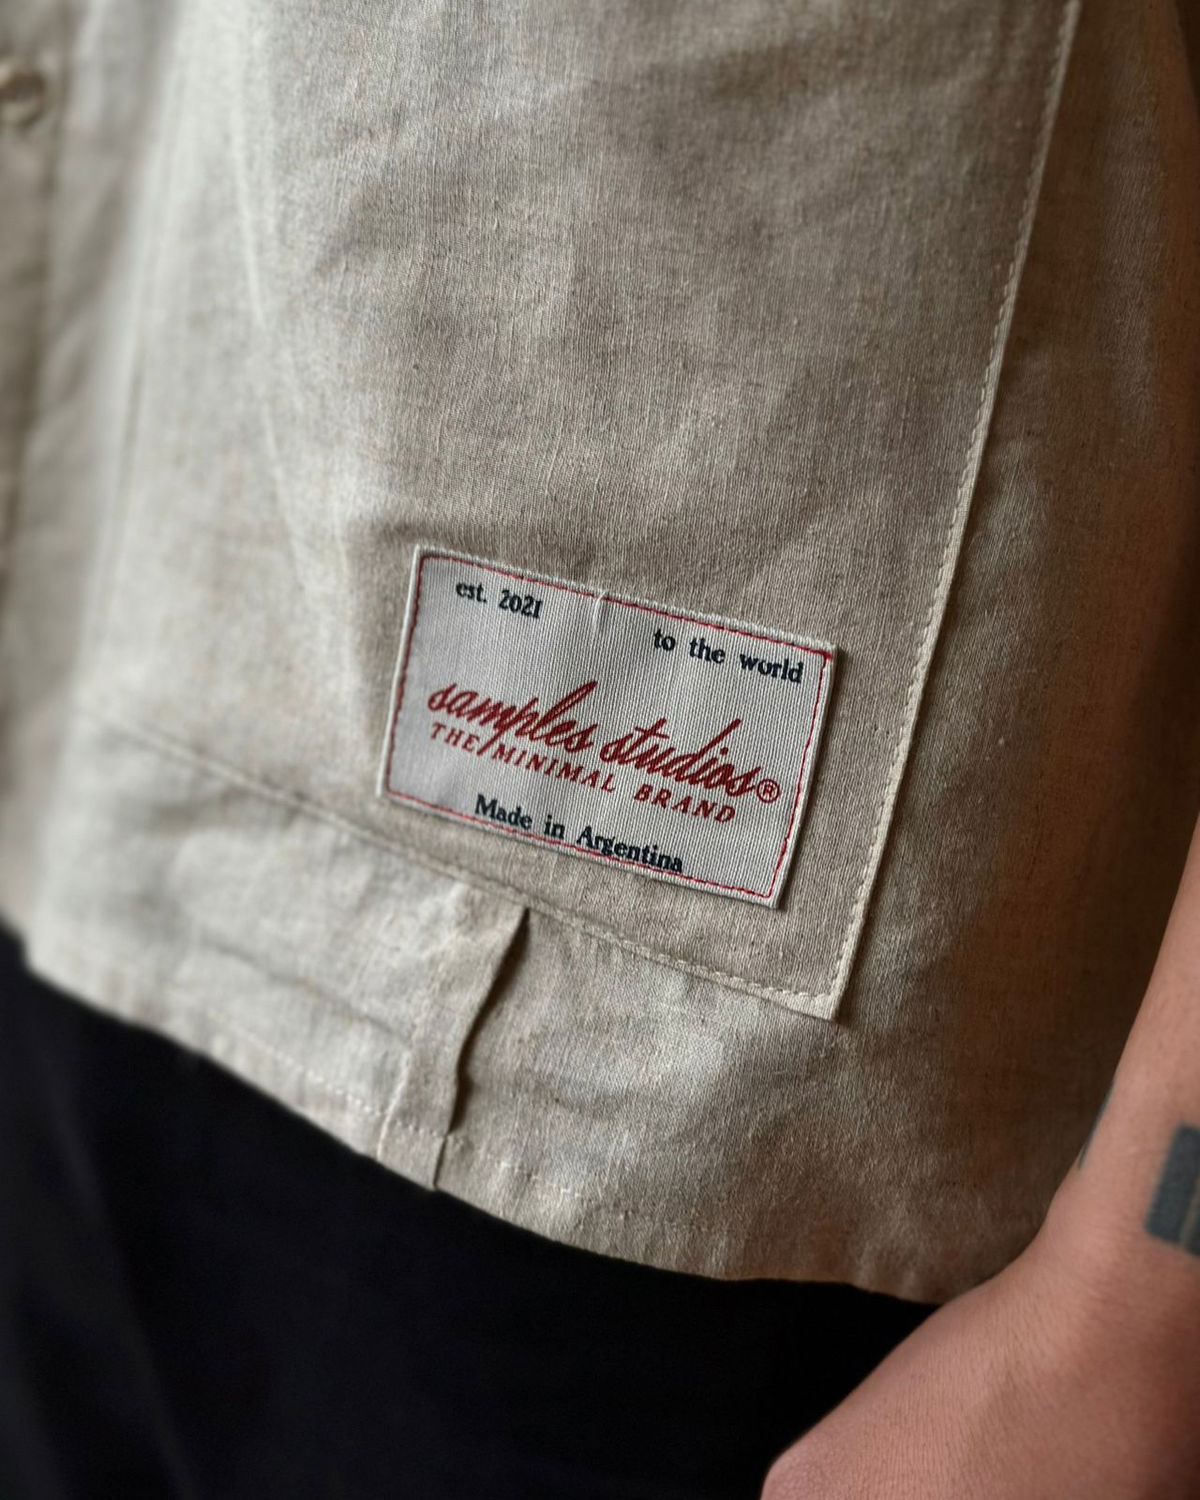 est. 2021
to the world
samples studios®
THE MINIMAL BRAND
Made in Argentina